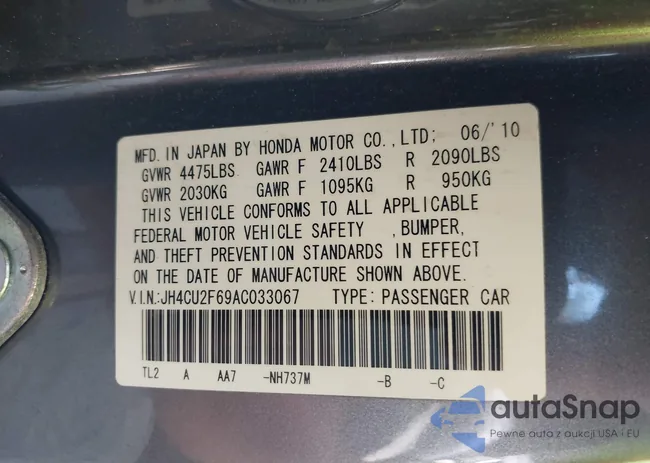 MFD. IN JAPAN BY HONDA MOTOR CO., LTD; 06/'10
GVWR 4475LBS GAWR F 2410LBS R 2090LBS
GVWR 2030KG GAWR F 1095KG R 950KG
THIS VEHICLE CONFORMS TO ALL APPLICABLE
FEDERAL MOTOR VEHICLE SAFETY ,BUMPER,
AND THEFT PREVENTION STANDARDS IN EFFECT
ON THE DATE OF MANUFACTURE SHOWN ABOVE.
V.I.N.:JH4CU2F69AC033067 TYPE: PASSENGER CAR
TL2 A AA7 -NH737M -B -C
autaSnap
Pewne auta z aukcji USA i EU